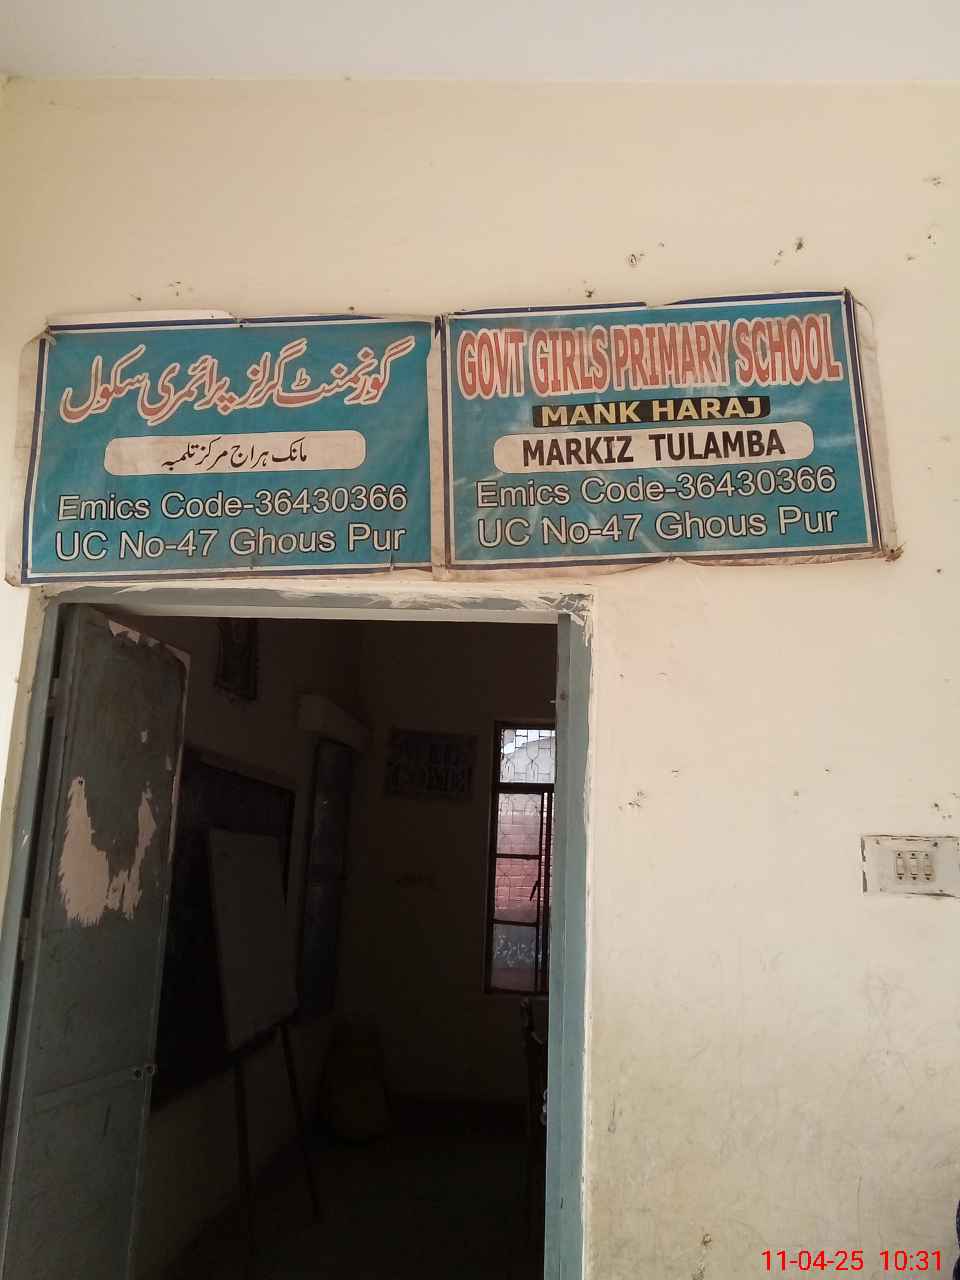 گورنمنٹ گرلز پرائمری سکول
مانک ہراج مرکز تلمبہ
Emics Code-36430366
UC No-47 Ghous Pur
GOVT GIRLS PRIMARY SCHOOL
MANK HARAJ
MARKIZ TULAMBA
Emics Code-36430366
UC No-47 Ghous Pur
11-04-25 10:31